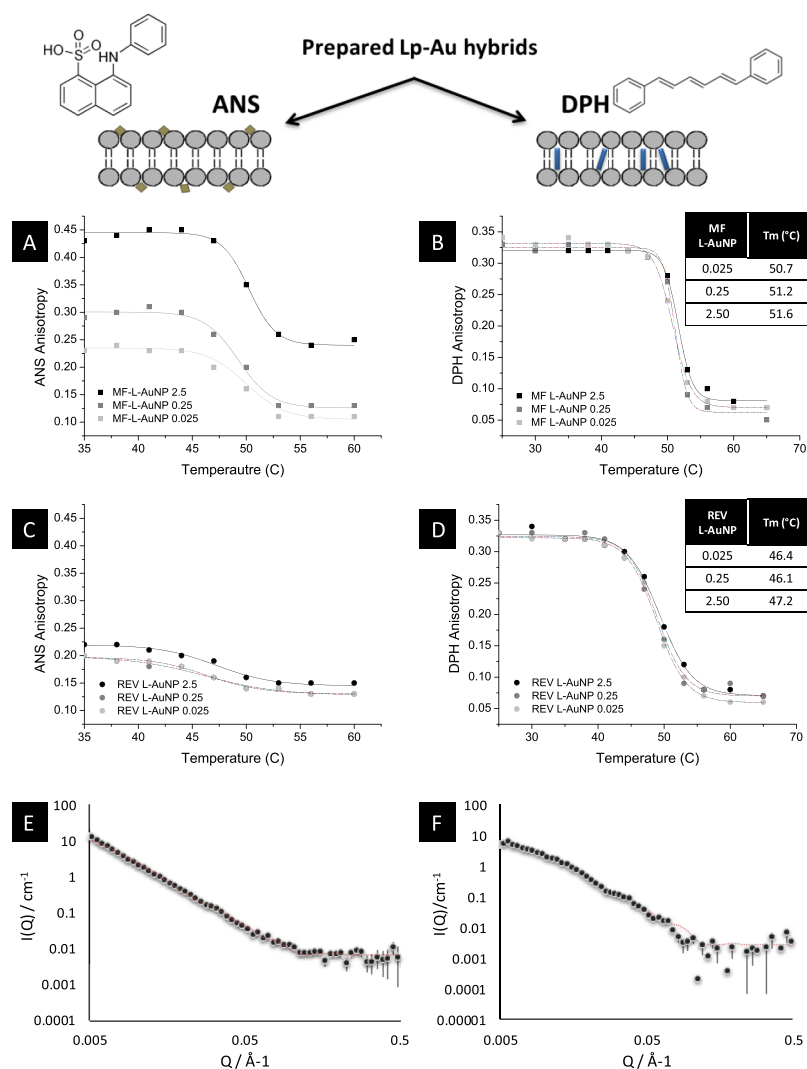 Prepared Lp-Au hybrids
HO
S
O
O
HN
ANS
DPH
A
ANS Anisotropy
0.45
0.40
0.35
0.30
0.25
0.20
0.15
0.10
MF-L-AuNP 2.5
MF-L-AuNP 0.25
MF-L-AuNP 0.025
35 40 45 50 55 60
Temperautre (C)
B
DPH Anisotropy
0.35
0.30
0.25
0.20
0.15
0.10
0.05
MF L-AuNP 2.5
MF L-AuNP 0.25
MF L-AuNP 0.025
30 40 50 60 70
Temperature (C)
MF L-AuNP Tm (°C)
0.025 50.7
0.25 51.2
2.50 51.6
C
ANS Anisotropy
0.45
0.40
0.35
0.30
0.25
0.20
0.15
0.10
REV L-AuNP 2.5
REV L-AuNP 0.25
REV L-AuNP 0.025
35 40 45 50 55 60
Temperature (C)
D
DPH Anisotropy
0.35
0.30
0.25
0.20
0.15
0.10
0.05
REV L-AuNP 2.5
REV L-AuNP 0.25
REV L-AuNP 0.025
30 40 50 60 70
Temperature (C)
REV L-AuNP Tm (°C)
0.025 46.4
0.25 46.1
2.50 47.2
E
I(Q) / cm-1
100
10
1
0.1
0.01
0.001
0.0001
0.005 0.05 0.5
Q / Å-1
F
I(Q)/cm-1
100
10
1
0.1
0.01
0.001
0.0001
0.00001
0.005 0.05 0.5
Q / Å-1